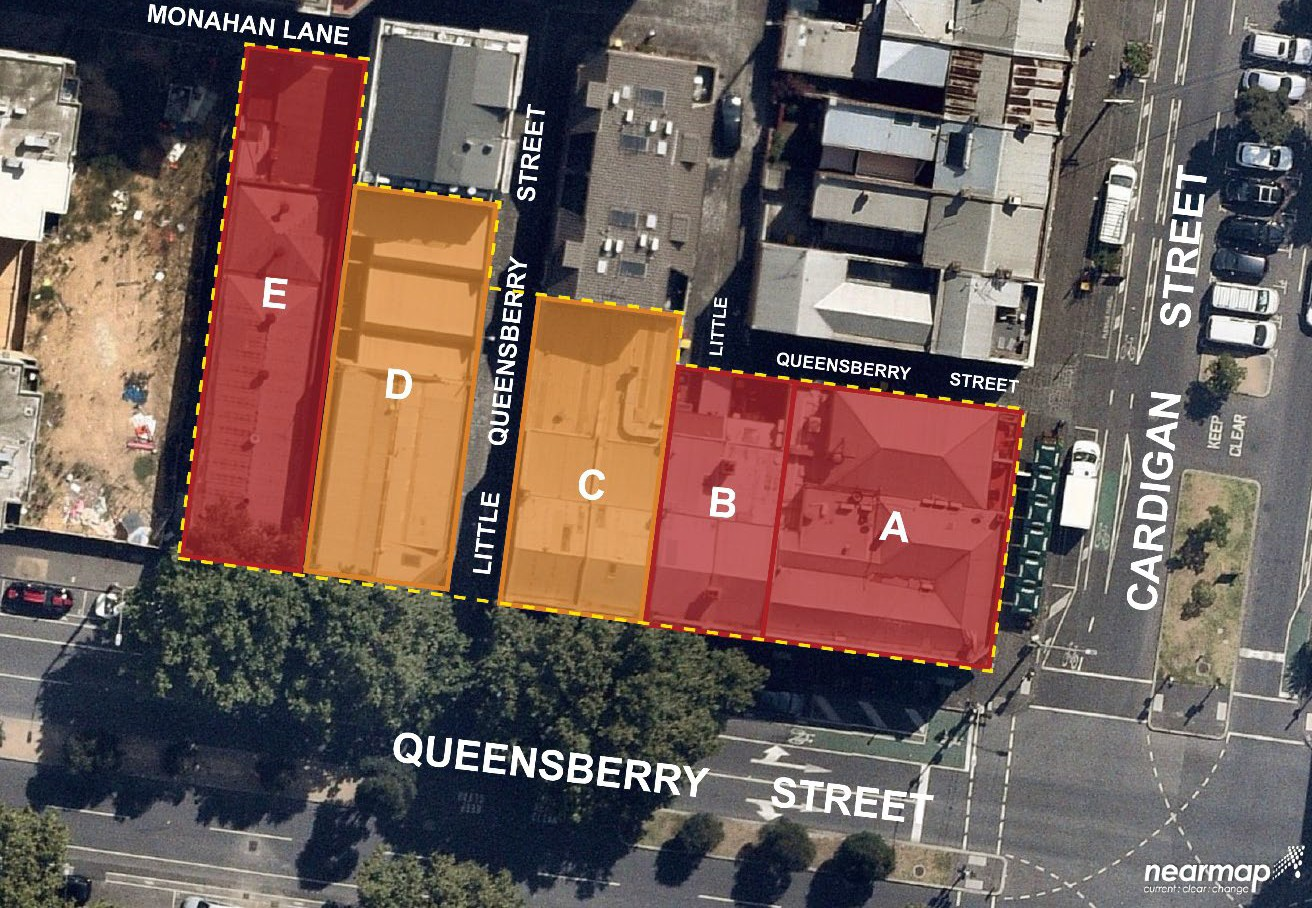 MONAHAN LANE
E
D
C
B
A
LITTLE QUEENSBERRY STREET
LITTLE QUEENSBERRY STREET
CARDIGAN STREET
KEEP
CLEAR
QUEENSBERRY STREET
nearmap
current:clear:change